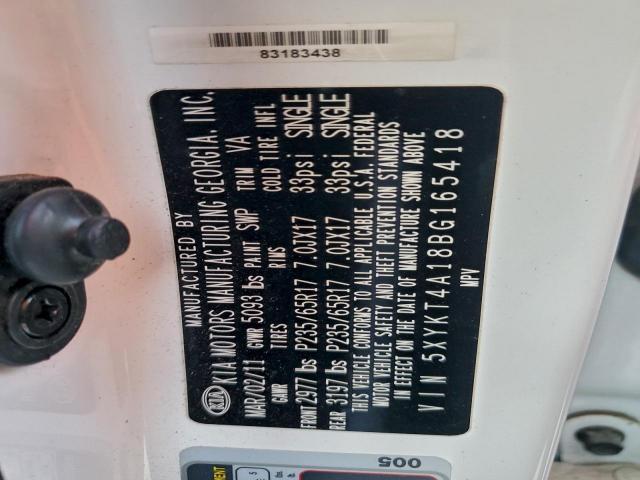 83183438
MANUFACTURED BY
KIA KIA MOTORS MANUFACTURING GEORGIA, INC.
MAR/02/11 GVWR 5093 lbs PAINT SWP TRIM VA
GAWR RIMS COLD TIRE INFL
FRONT 2977 lbs P235/65R17 7.0JX17 33psi SINGLE
REAR 3197 lbs P235/65R17 7.0JX17 33psi SINGLE
THIS VEHICLE CONFORMS TO ALL APPLICABLE U.S.A. FEDERAL
MOTOR VEHICLE SAFETY AND THEFT PREVENTION STANDARDS
IN EFFECT ON THE DATE OF MANUFACTURE SHOWN ABOVE
VIN 5XYKT4A18BG165418
MPV
005
5